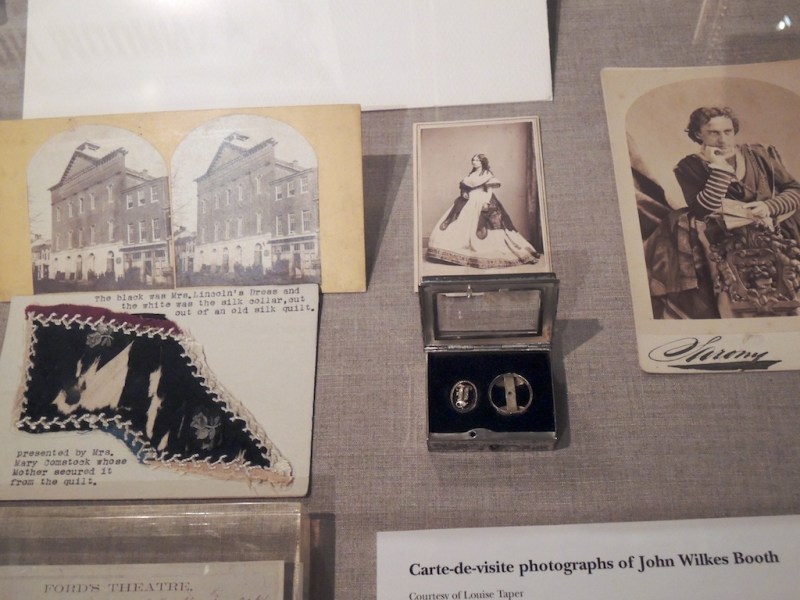 The black was Mrs.Lincoln's Dress and
the white was the silk collar,cut
out of an old silk quilt.
presented by Mrs.
Mary Comstock whose
Mother secured it
from the quilt.
Sarony
FORD'S THEATRE,
Carte-de-visite photographs of John Wilkes Booth
Courtesy of Louise Taper